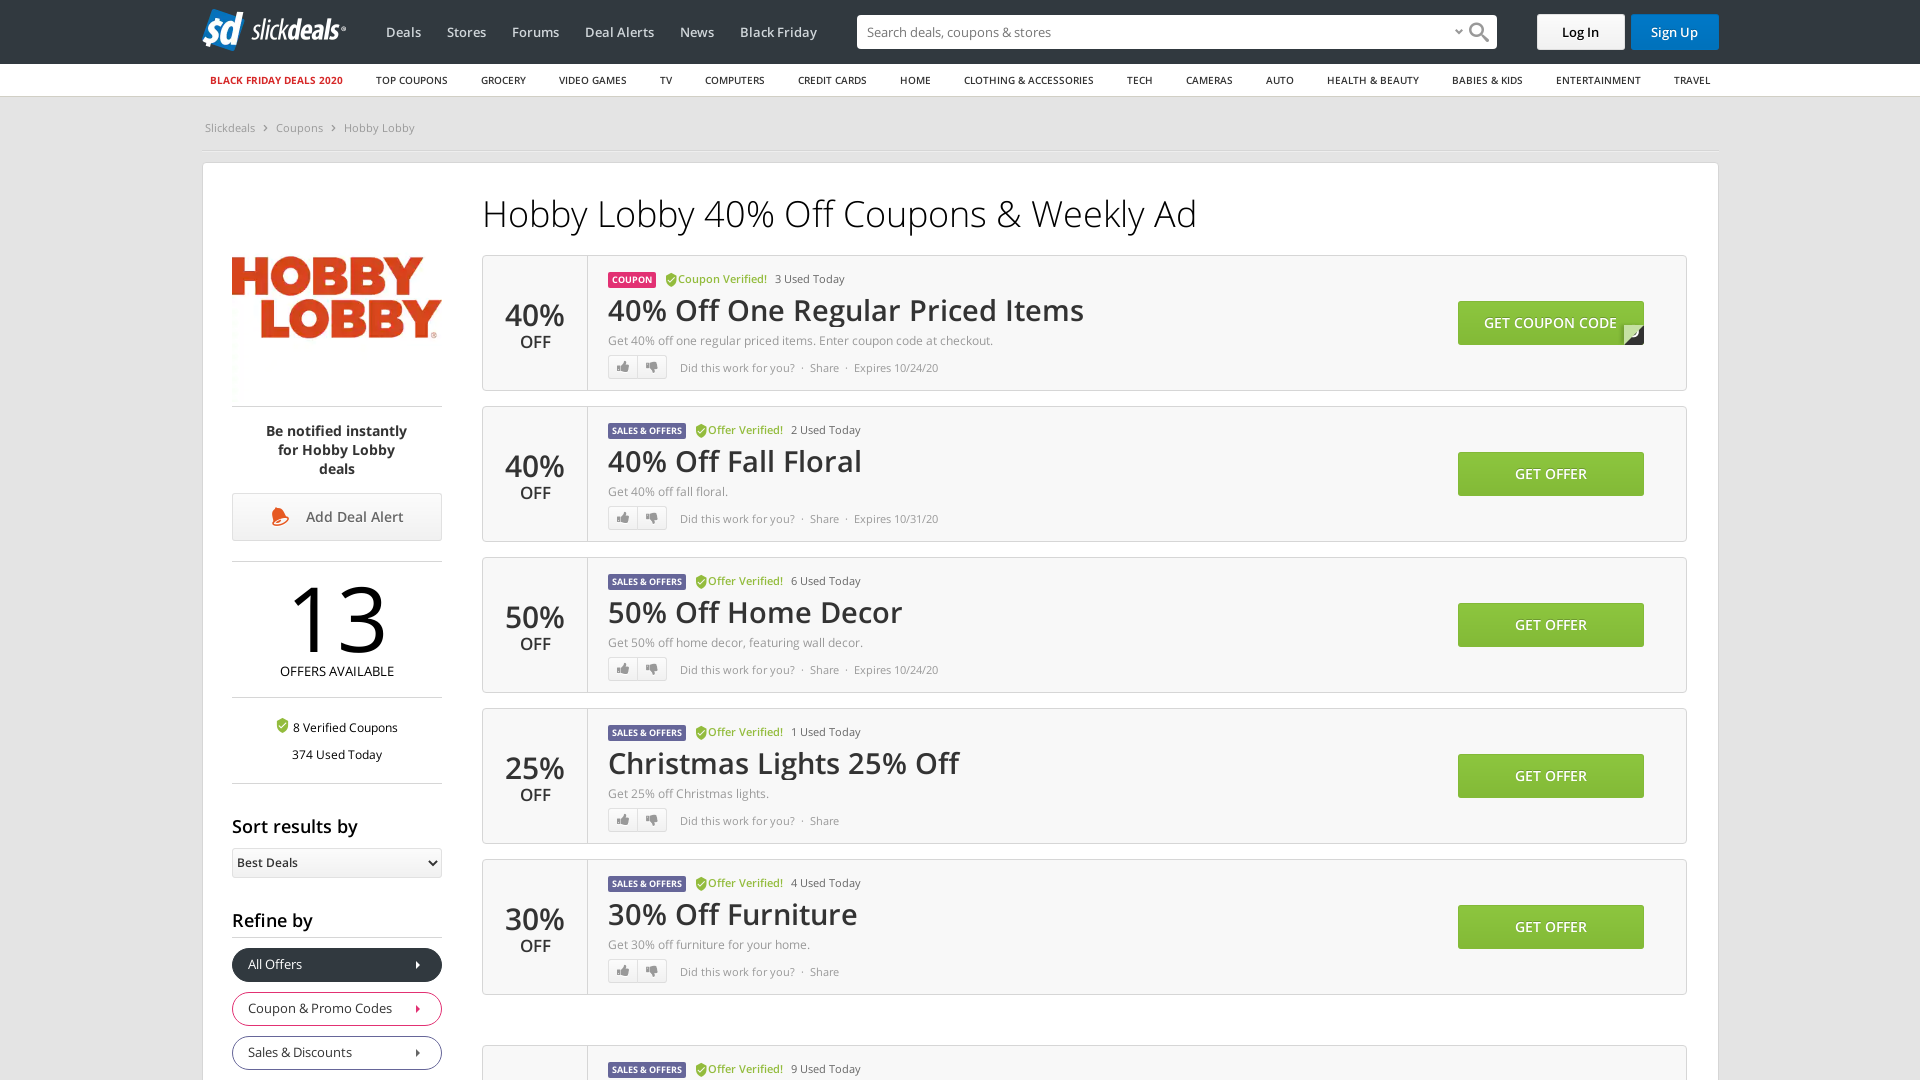 slickdeals
Deals
Stores
Forums
Deal Alerts
News
Black Friday
Search deals, coupons & stores
Log In
Sign Up
BLACK FRIDAY DEALS 2020
TOP COUPONS
GROCERY
VIDEO GAMES
TV
COMPUTERS
CREDIT CARDS
HOME
CLOTHING & ACCESSORIES
TECH
CAMERAS
AUTO
HEALTH & BEAUTY
BABIES & KIDS
ENTERTAINMENT
TRAVEL
Slickdeals › Coupons › Hobby Lobby
HOBBY
LOBBY
Be notified instantly
for Hobby Lobby
deals
Add Deal Alert
13
OFFERS AVAILABLE
8 Verified Coupons
374 Used Today
Sort results by
Best Deals
Refine by
All Offers
Coupon & Promo Codes
Sales & Discounts
Hobby Lobby 40% Off Coupons & Weekly Ad
40%
OFF
COUPON Coupon Verified! 3 Used Today
40% Off One Regular Priced Items
Get 40% off one regular priced items. Enter coupon code at checkout.
Did this work for you? · Share · Expires 10/24/20
GET COUPON CODE
40%
OFF
SALES & OFFERS Offer Verified! 2 Used Today
40% Off Fall Floral
Get 40% off fall floral.
Did this work for you? · Share · Expires 10/31/20
GET OFFER
50%
OFF
SALES & OFFERS Offer Verified! 6 Used Today
50% Off Home Decor
Get 50% off home decor, featuring wall decor.
Did this work for you? · Share · Expires 10/24/20
GET OFFER
25%
OFF
SALES & OFFERS Offer Verified! 1 Used Today
Christmas Lights 25% Off
Get 25% off Christmas lights.
Did this work for you? · Share
GET OFFER
30%
OFF
SALES & OFFERS Offer Verified! 4 Used Today
30% Off Furniture
Get 30% off furniture for your home.
Did this work for you? · Share
GET OFFER
SALES & OFFERS Offer Verified! 9 Used Today